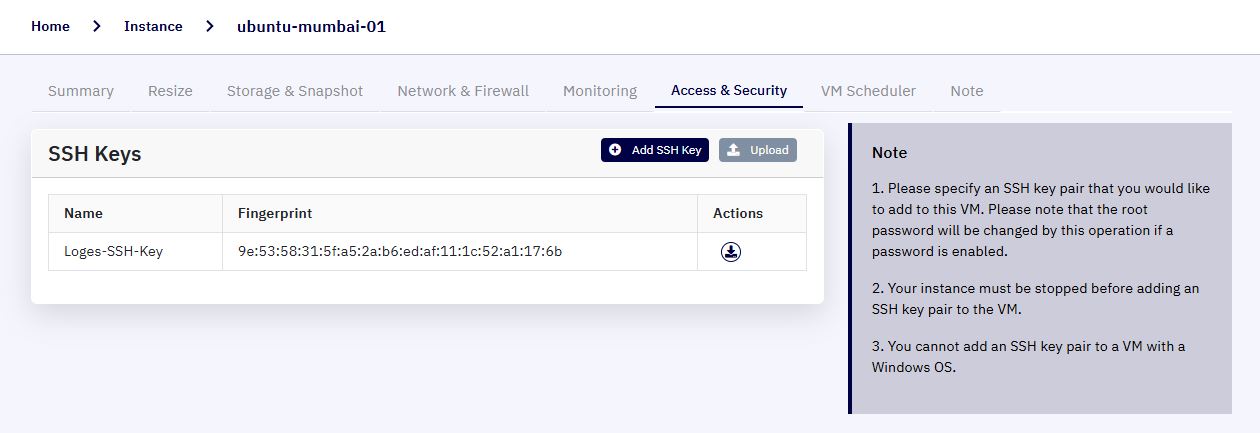 Home > Instance > ubuntu-mumbai-01
Summary Resize Storage & Snapshot Network & Firewall Monitoring Access & Security VM Scheduler Note
SSH Keys Add SSH Key Upload
Name Fingerprint Actions
Loges-SSH-Key 9e:53:58:31:5f:a5:2a:b6:ed:af:11:1c:52:a1:17:6b
Note
1. Please specify an SSH key pair that you would like
to add to this VM. Please note that the root
password will be changed by this operation if a
password is enabled.
2. Your instance must be stopped before adding an
SSH key pair to the VM.
3. You cannot add an SSH key pair to a VM with a
Windows OS.